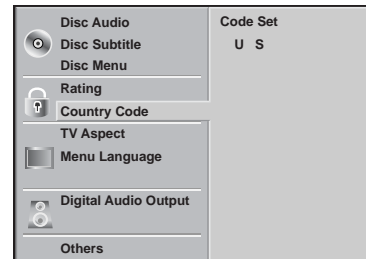 Disc Audio
Disc Subtitle
Disc Menu
Rating
Country Code
TV Aspect
Menu Language
Digital Audio Output
Others
Code Set
U S